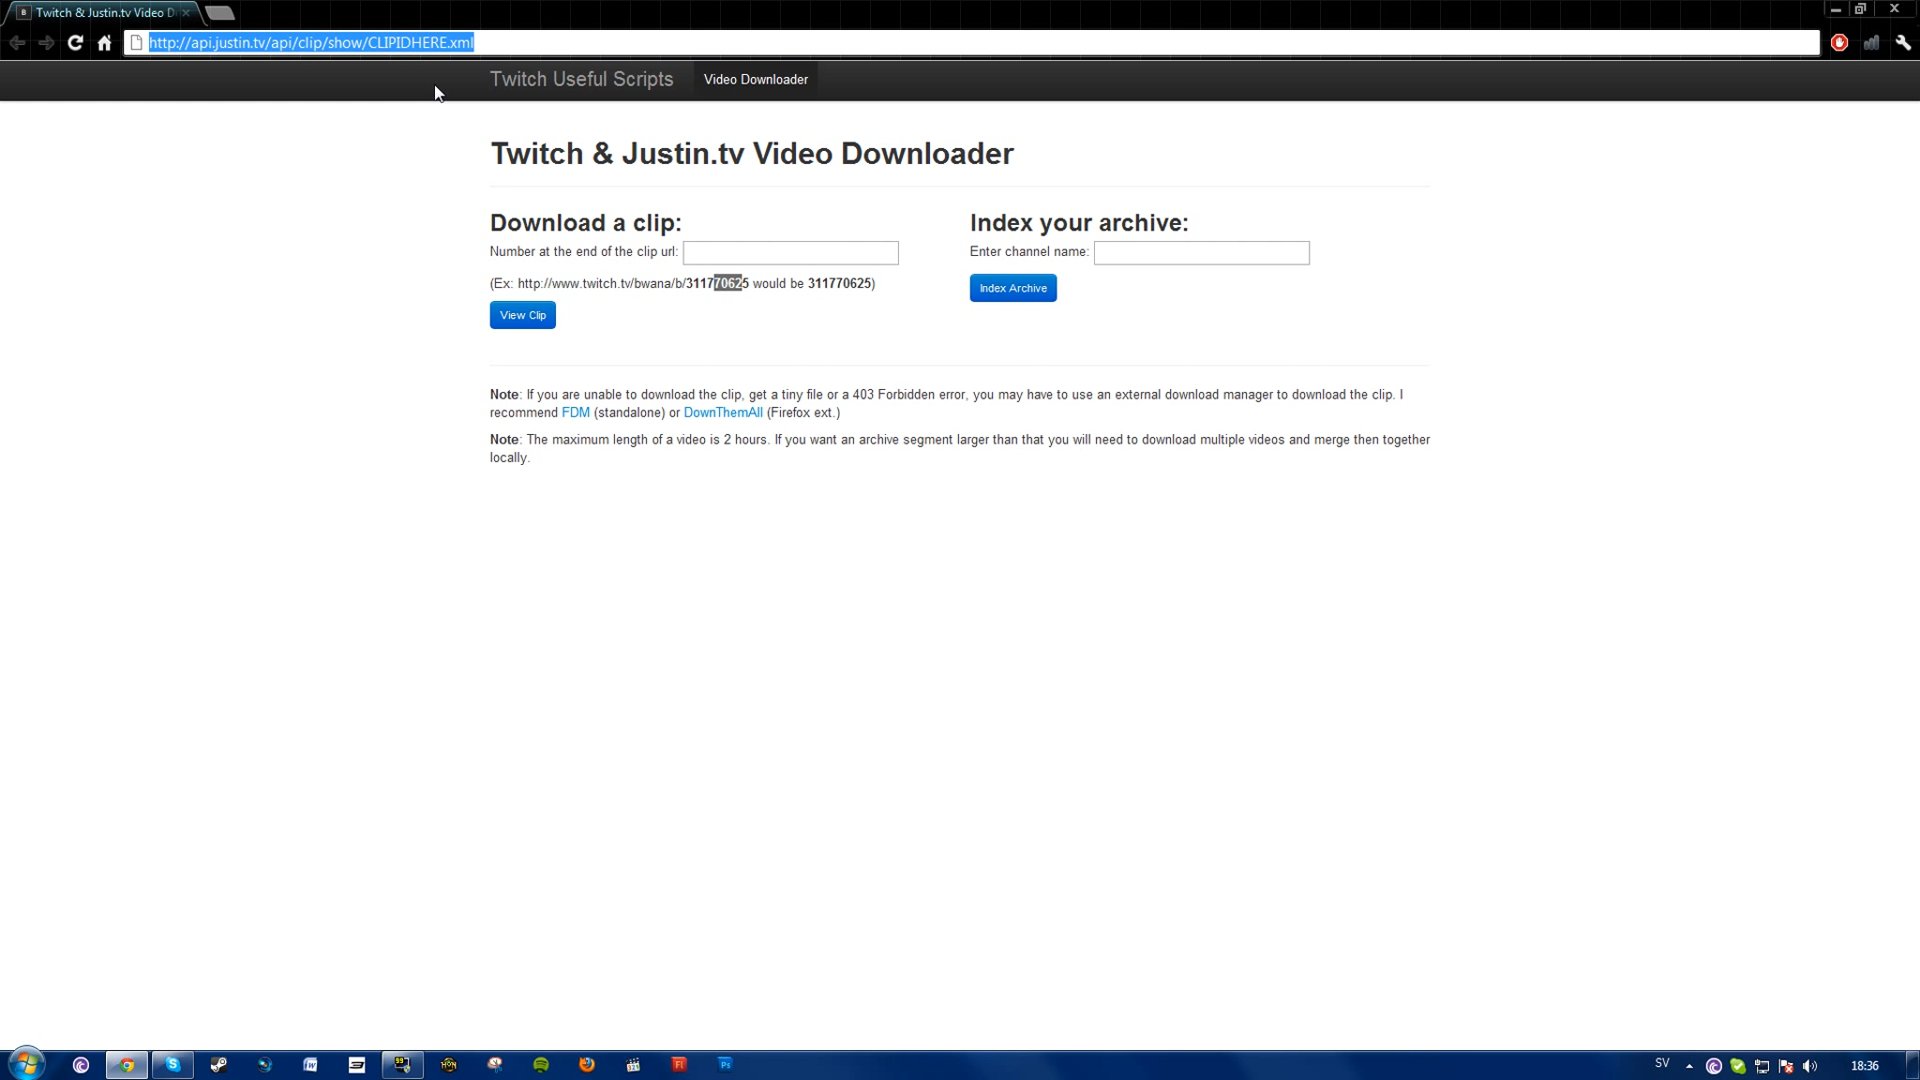 Twitch & Justin.tv Video D
http://api.justin.tv/api/clip/show/CLIPIDHERE.xml
Twitch Useful Scripts
Video Downloader
Twitch & Justin.tv Video Downloader
Download a clip:
Number at the end of the clip url:
(Ex: http://www.twitch.tv/bwana/b/311770625 would be 311770625)
View Clip
Index your archive:
Enter channel name:
Index Archive
Note: If you are unable to download the clip, get a tiny file or a 403 Forbidden error, you may have to use an external download manager to download the clip. I
recommend FDM (standalone) or DownThemAll (Firefox ext.)
Note: The maximum length of a video is 2 hours. If you want an archive segment larger than that you will need to download multiple videos and merge then together
locally.
SV
18:36